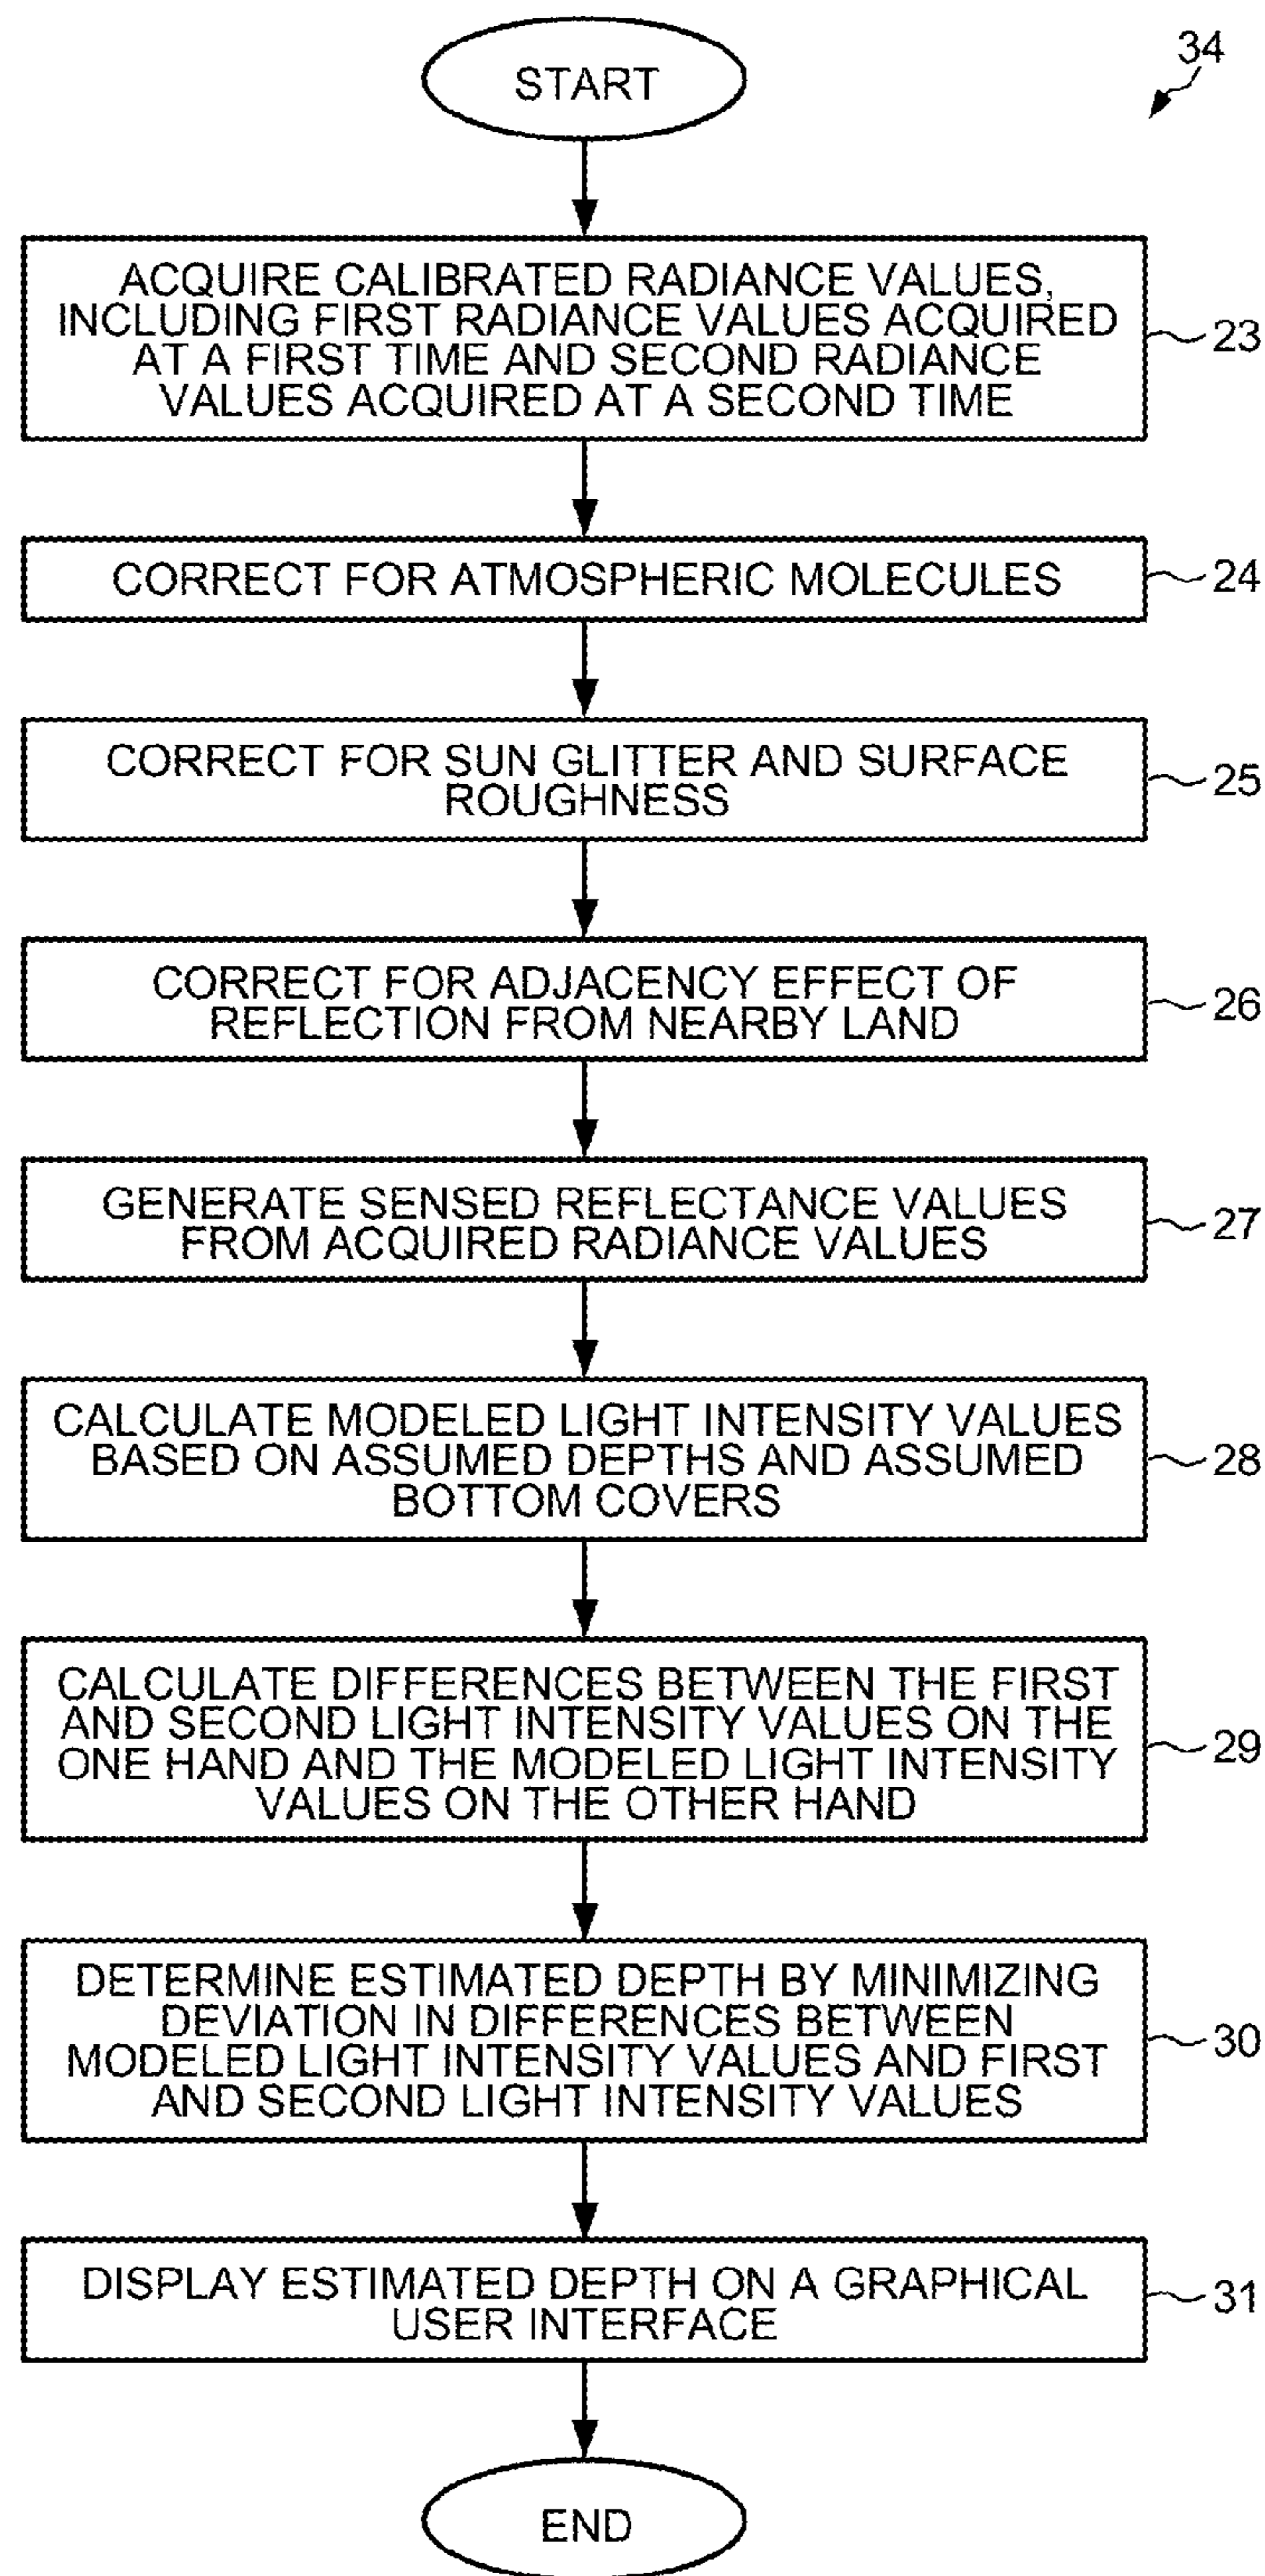 START
34
ACQUIRE CALIBRATED RADIANCE VALUES,
INCLUDING FIRST RADIANCE VALUES ACQUIRED
AT A FIRST TIME AND SECOND RADIANCE
VALUES ACQUIRED AT A SECOND TIME
23
CORRECT FOR ATMOSPHERIC MOLECULES
24
CORRECT FOR SUN GLITTER AND SURFACE
ROUGHNESS
25
CORRECT FOR ADJACENCY EFFECT OF
REFLECTION FROM NEARBY LAND
26
GENERATE SENSED REFLECTANCE VALUES
FROM ACQUIRED RADIANCE VALUES
27
CALCULATE MODELED LIGHT INTENSITY VALUES
BASED ON ASSUMED DEPTHS AND ASSUMED
BOTTOM COVERS
28
CALCULATE DIFFERENCES BETWEEN THE FIRST
AND SECOND LIGHT INTENSITY VALUES ON THE
ONE HAND AND THE MODELED LIGHT INTENSITY
VALUES ON THE OTHER HAND
29
DETERMINE ESTIMATED DEPTH BY MINIMIZING
DEVIATION IN DIFFERENCES BETWEEN
MODELED LIGHT INTENSITY VALUES AND FIRST
AND SECOND LIGHT INTENSITY VALUES
30
DISPLAY ESTIMATED DEPTH ON A GRAPHICAL
USER INTERFACE
31
END